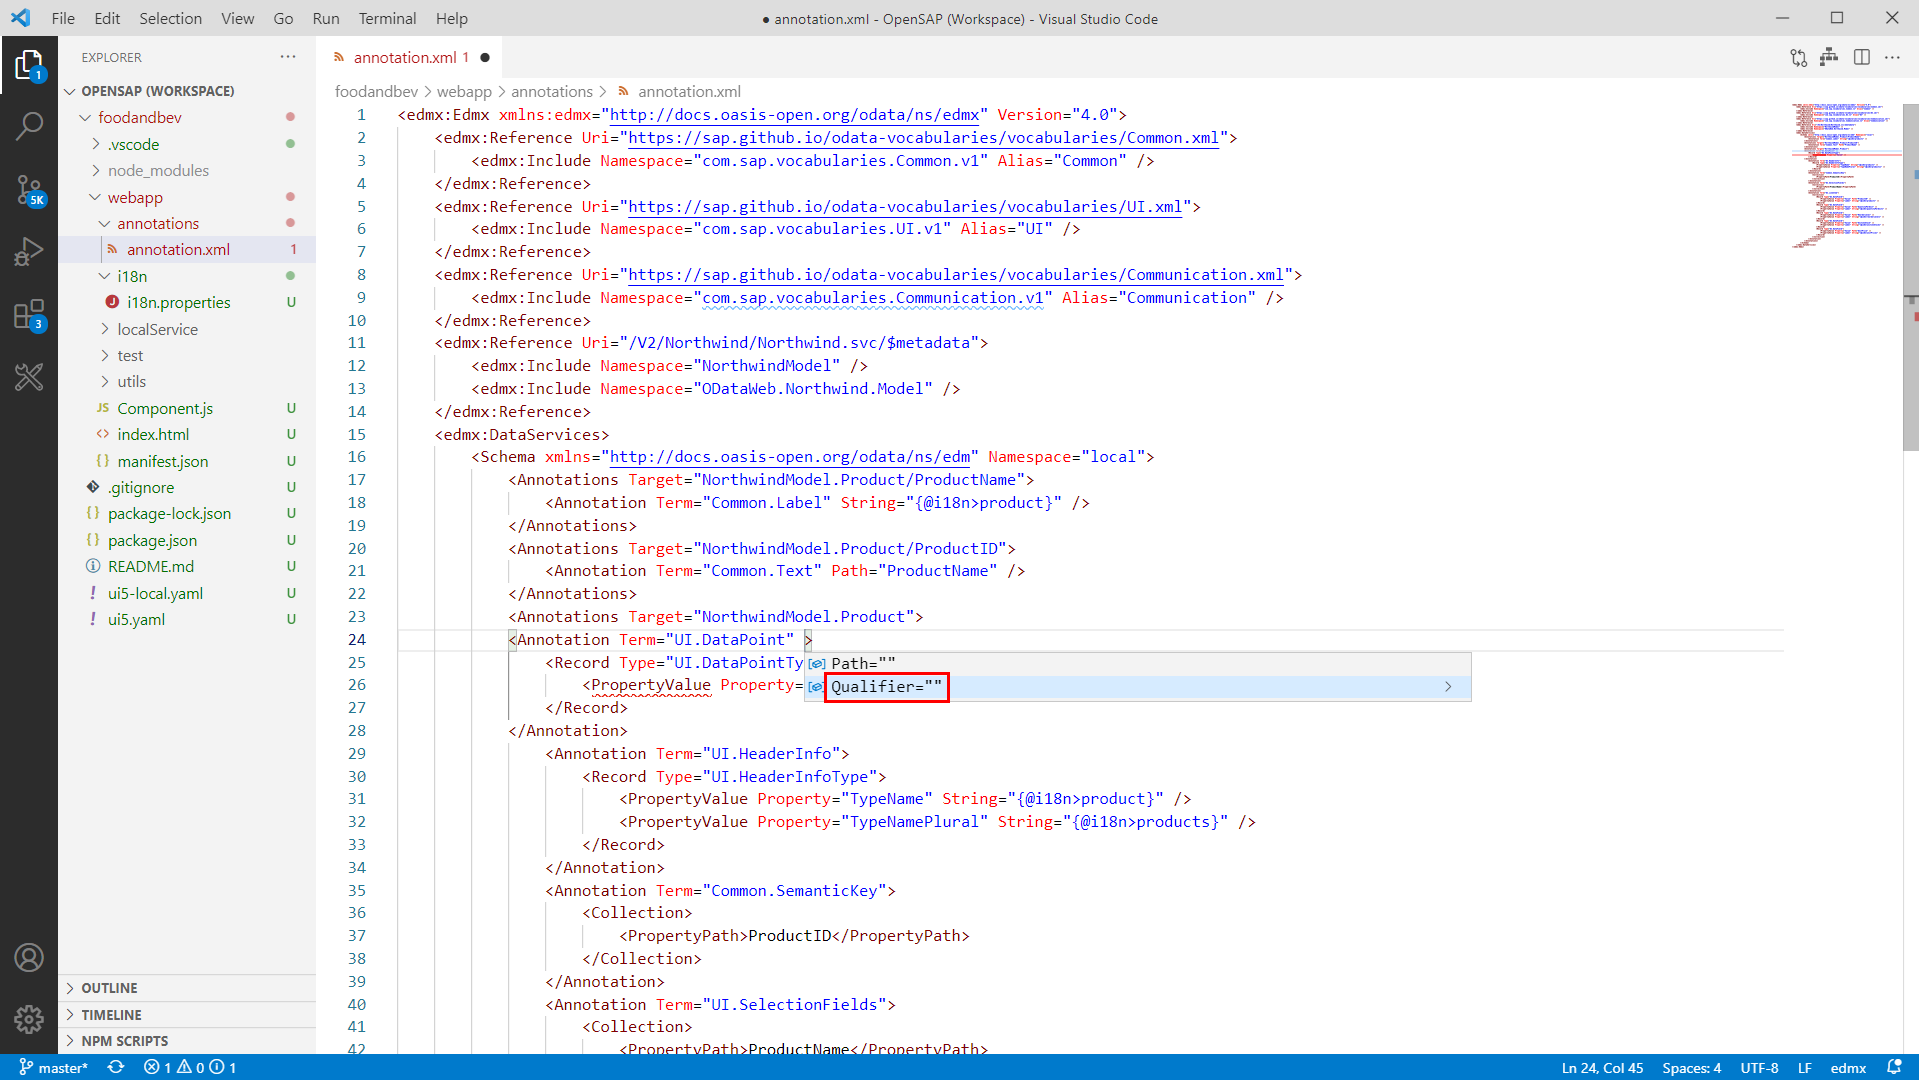 File Edit Selection View Go Run Terminal Help
● annotation.xml - OpenSAP (Workspace) - Visual Studio Code
EXPLORER
OPENSAP (WORKSPACE)
foodandbev
.vscode
node_modules
webapp
annotations
annotation.xml 1
i18n
i18n.properties U
localService
test
utils
JS Component.js U
<> index.html U
{} manifest.json U
.gitignore U
{} package-lock.json U
{} package.json U
README.md U
! ui5-local.yaml U
! ui5.yaml U
OUTLINE
TIMELINE
NPM SCRIPTS
1
5K
3
annotation.xml 1 ●
foodandbev > webapp > annotations > annotation.xml
1 <edmx:Edmx xmlns:edmx="http://docs.oasis-open.org/odata/ns/edmx" Version="4.0">
2 <edmx:Reference Uri="https://sap.github.io/odata-vocabularies/vocabularies/Common.xml">
3 <edmx:Include Namespace="com.sap.vocabularies.Common.v1" Alias="Common" />
4 </edmx:Reference>
5 <edmx:Reference Uri="https://sap.github.io/odata-vocabularies/vocabularies/UI.xml">
6 <edmx:Include Namespace="com.sap.vocabularies.UI.v1" Alias="UI" />
7 </edmx:Reference>
8 <edmx:Reference Uri="https://sap.github.io/odata-vocabularies/vocabularies/Communication.xml">
9 <edmx:Include Namespace="com.sap.vocabularies.Communication.v1" Alias="Communication" />
10 </edmx:Reference>
11 <edmx:Reference Uri="/V2/Northwind/Northwind.svc/$metadata">
12 <edmx:Include Namespace="NorthwindModel" />
13 <edmx:Include Namespace="ODataWeb.Northwind.Model" />
14 </edmx:Reference>
15 <edmx:DataServices>
16 <Schema xmlns="http://docs.oasis-open.org/odata/ns/edm" Namespace="local">
17 <Annotations Target="NorthwindModel.Product/ProductName">
18 <Annotation Term="Common.Label" String="{@i18n>product}" />
19 </Annotations>
20 <Annotations Target="NorthwindModel.Product/ProductID">
21 <Annotation Term="Common.Text" Path="ProductName" />
22 </Annotations>
23 <Annotations Target="NorthwindModel.Product">
24 <Annotation Term="UI.DataPoint" >
25 <Record Type="UI.DataPointTy
Path=""
26 <PropertyValue Property=
Qualifier=""
27 </Record>
28 </Annotation>
29 <Annotation Term="UI.HeaderInfo">
30 <Record Type="UI.HeaderInfoType">
31 <PropertyValue Property="TypeName" String="{@i18n>product}" />
32 <PropertyValue Property="TypeNamePlural" String="{@i18n>products}" />
33 </Record>
34 </Annotation>
35 <Annotation Term="Common.SemanticKey">
36 <Collection>
37 <PropertyPath>ProductID</PropertyPath>
38 </Collection>
39 </Annotation>
40 <Annotation Term="UI.SelectionFields">
41 <Collection>
42 <PropertyPath>ProductName</PropertyPath>
master* 1 0 1
Ln 24, Col 45 Spaces: 4 UTF-8 LF edmx